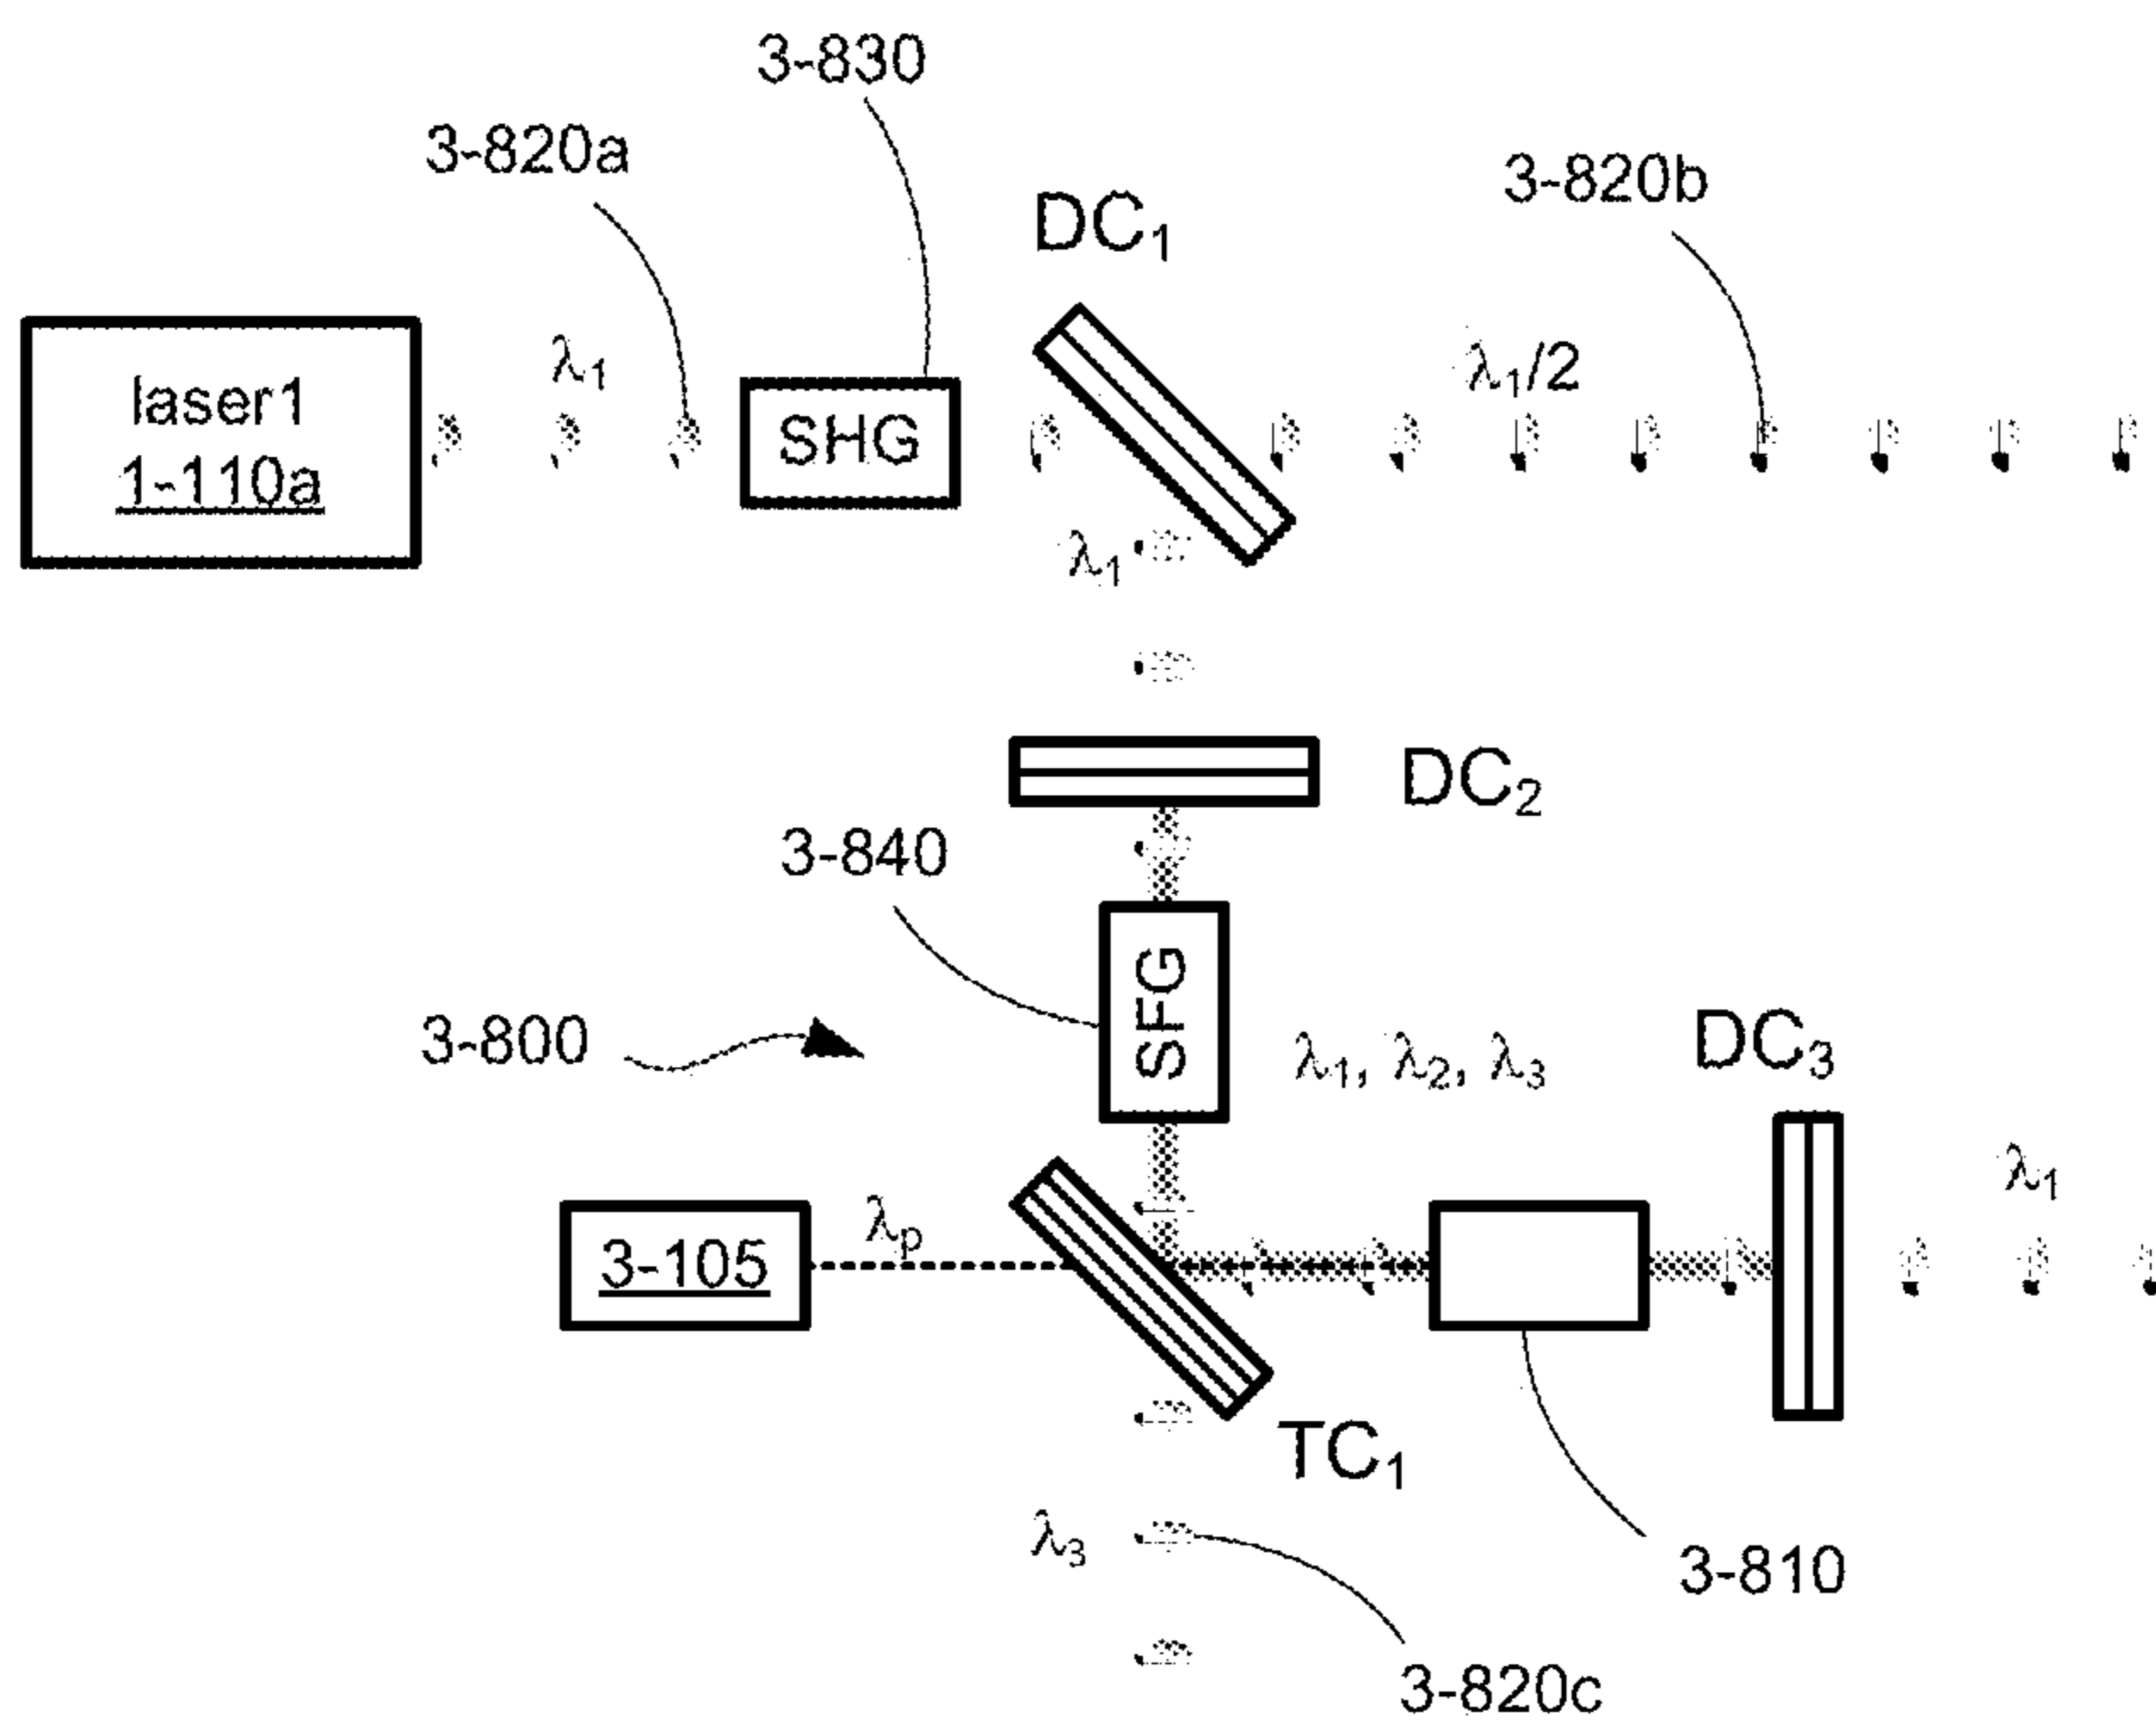 3-830
3-820a
3-820b
DC₁
λ₁
λ₁/2
laser1
1-110a
SHG
λ₁
DC₂
3-840
SFG
3-800
λ₁, λ₂, λ₃
DC₃
λ₁
λₚ
3-105
TC₁
λ₃
3-810
3-820c